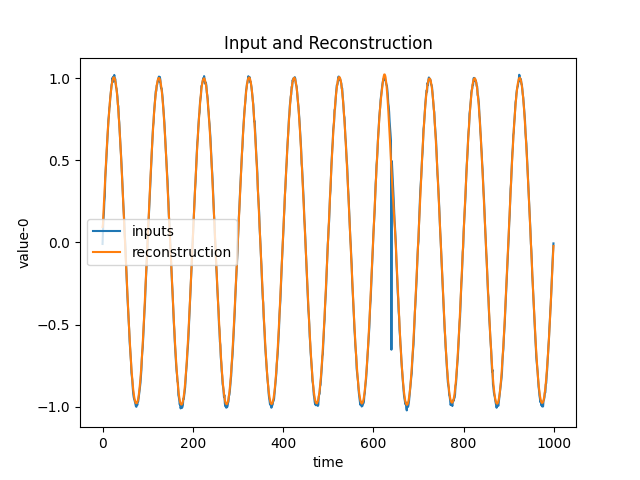 Input and Reconstruction
1.0
0.5
0.0
−0.5
−1.0
value-0
inputs
reconstruction
0 200 400 600 800 1000
time